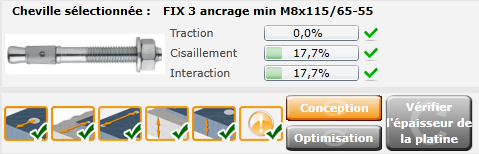 Cheville sélectionnée : FIX 3 ancrage min M8x115/65-55
Traction 0,0%
Cisaillement 17,7%
Interaction 17,7%
Conception
Optimisation
Vérifier
l'épaisseur de
la platine